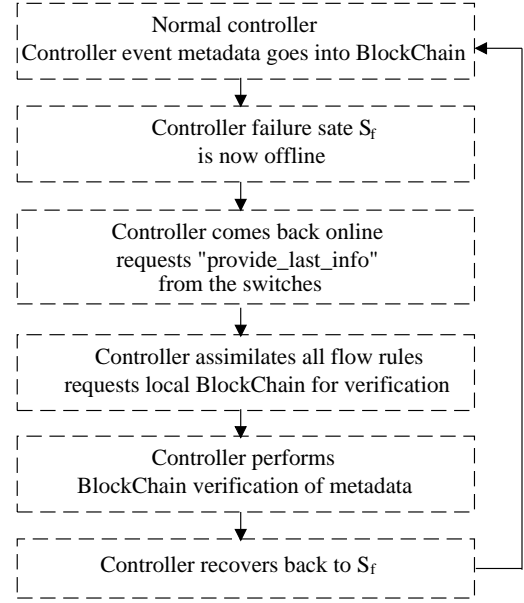 Normal controller
Controller event metadata goes into BlockChain
Controller failure sate S_f
is now offline
Controller comes back online
requests "provide_last_info"
from the switches
Controller assimilates all flow rules
requests local BlockChain for verification
Controller performs
BlockChain verification of metadata
Controller recovers back to S_f